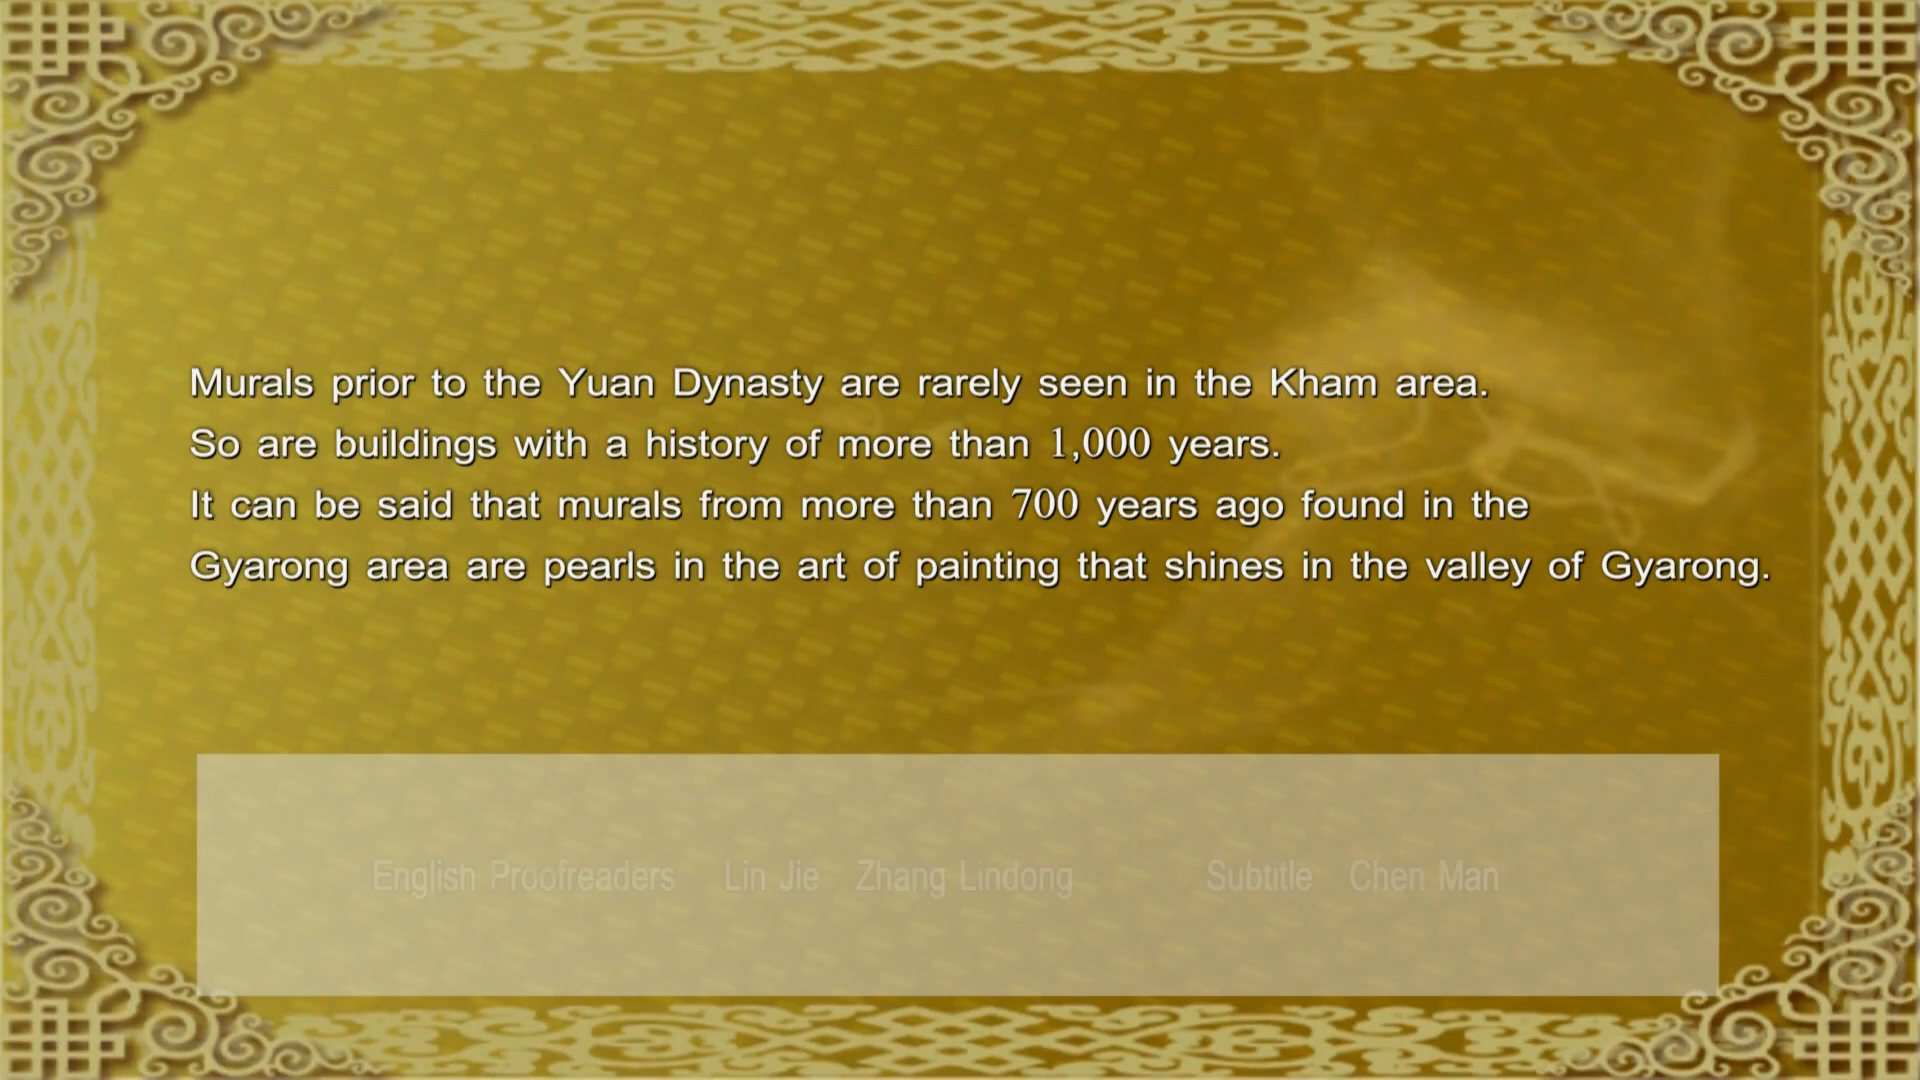 Murals prior to the Yuan Dynasty are rarely seen in the Kham area.
So are buildings with a history of more than 1,000 years.
It can be said that murals from more than 700 years ago found in the
Gyarong area are pearls in the art of painting that shines in the valley of Gyarong.
English Proofreaders Lin Jie Zhang Lindong Subtitle Chen Man